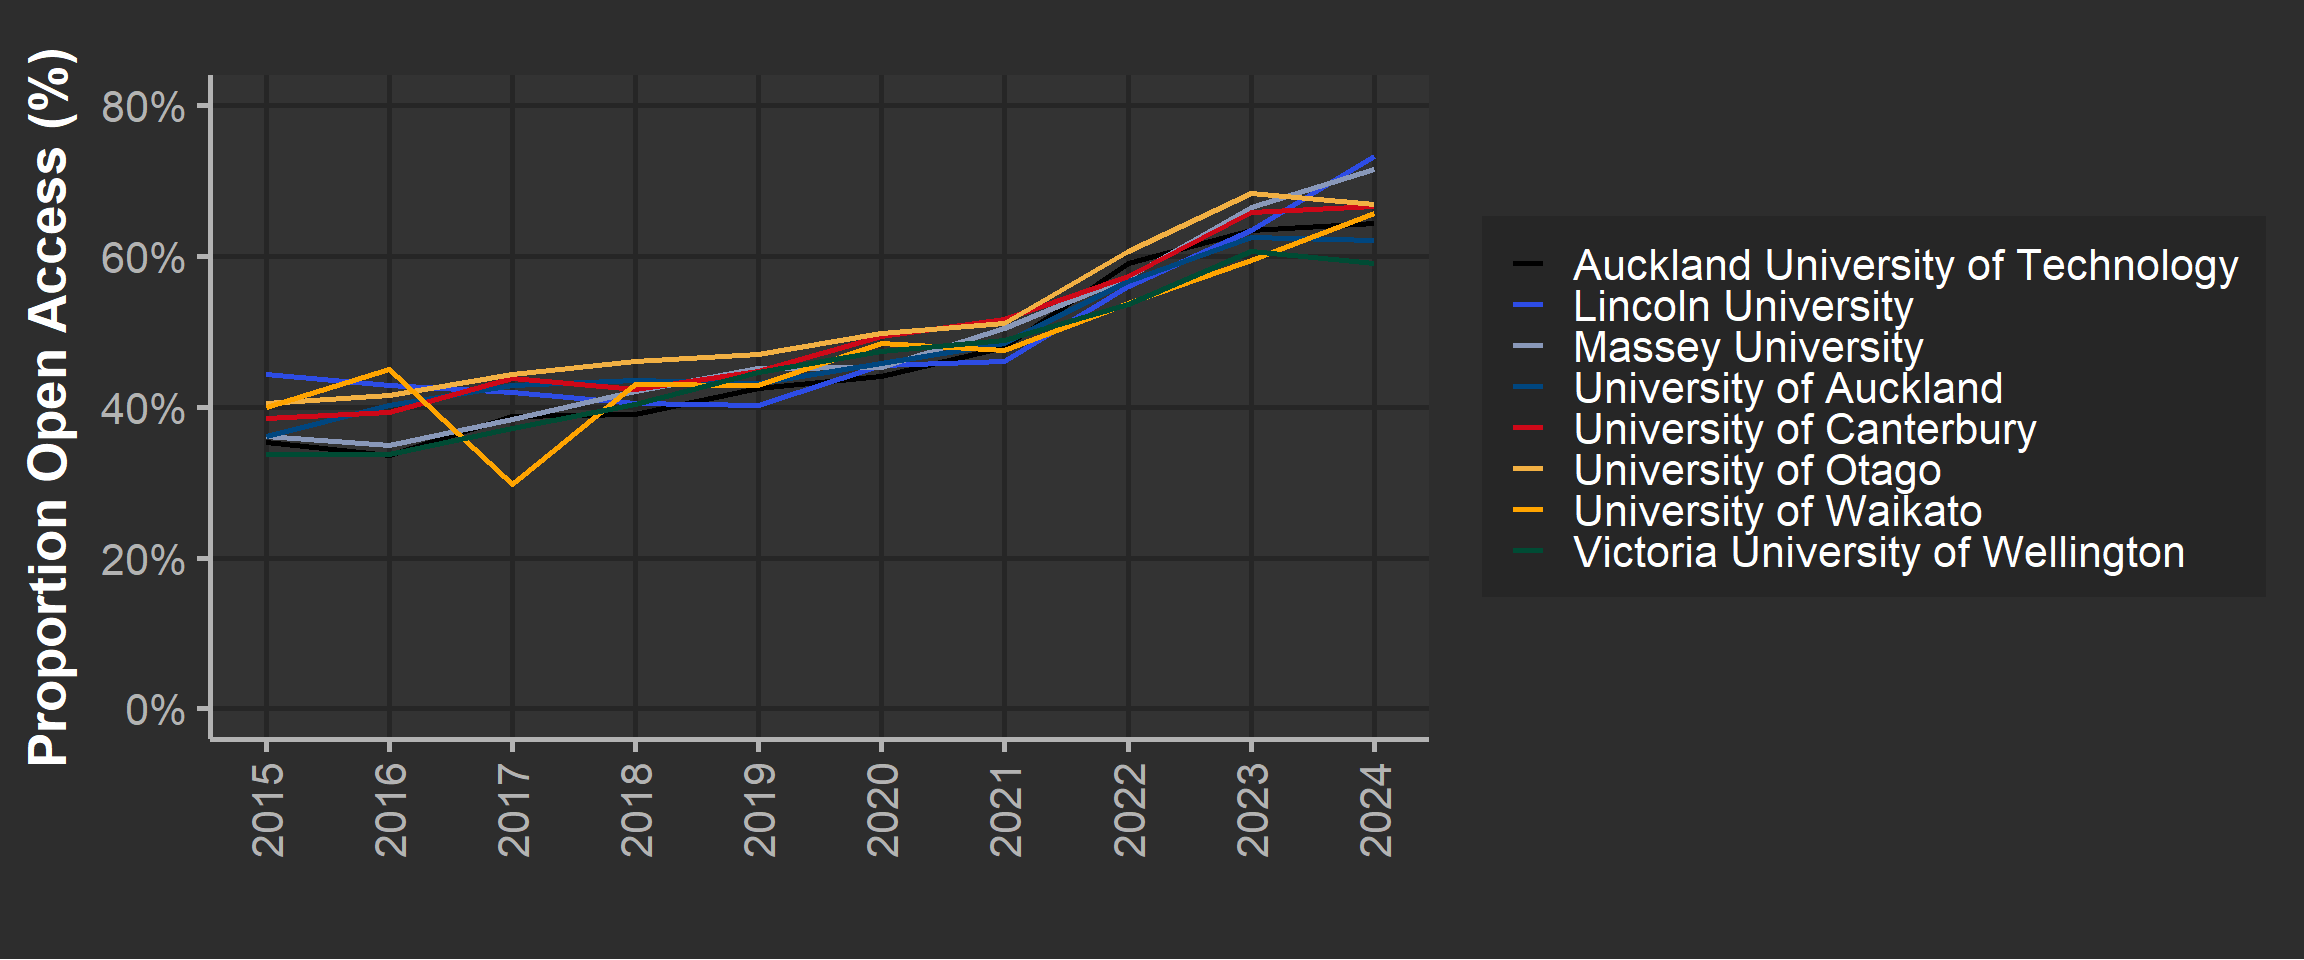 Proportion Open Access (%)
80%
60%
40%
20%
0%
2015
2016
2017
2018
2019
2020
2021
2022
2023
2024
Auckland University of Technology
Lincoln University
Massey University
University of Auckland
University of Canterbury
University of Otago
University of Waikato
Victoria University of Wellington